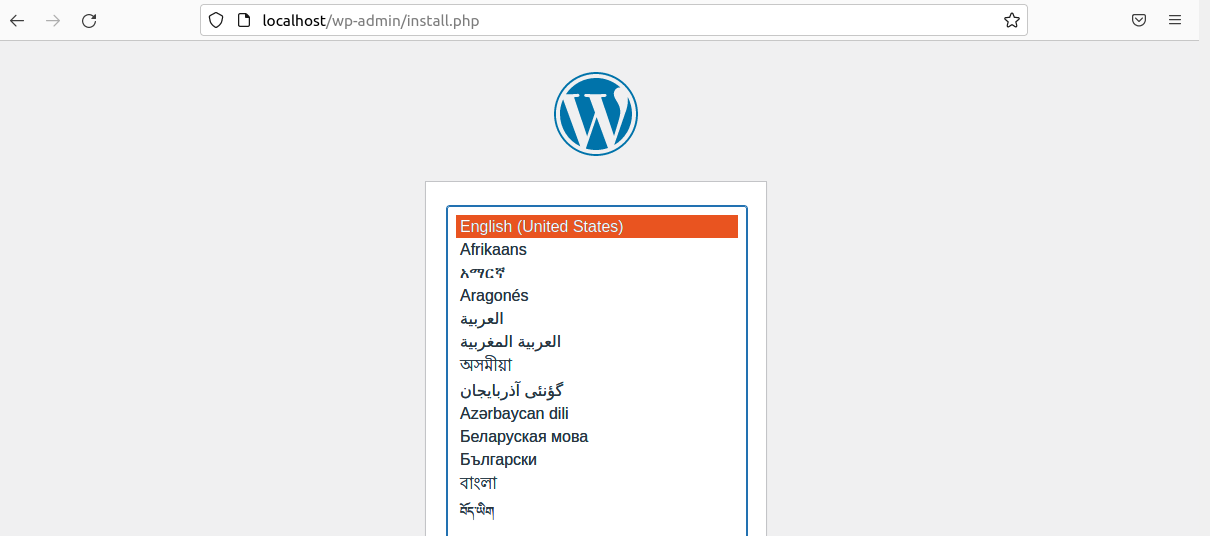 localhost/wp-admin/install.php
English (United States)
Afrikaans
አማርኛ
Aragonés
العربية
العربية المغربية
অসমীয়া
گؤنئی آذربایجان
Azərbaycan dili
Беларуская мова
Български
বাংলা
བོད་ཡིག